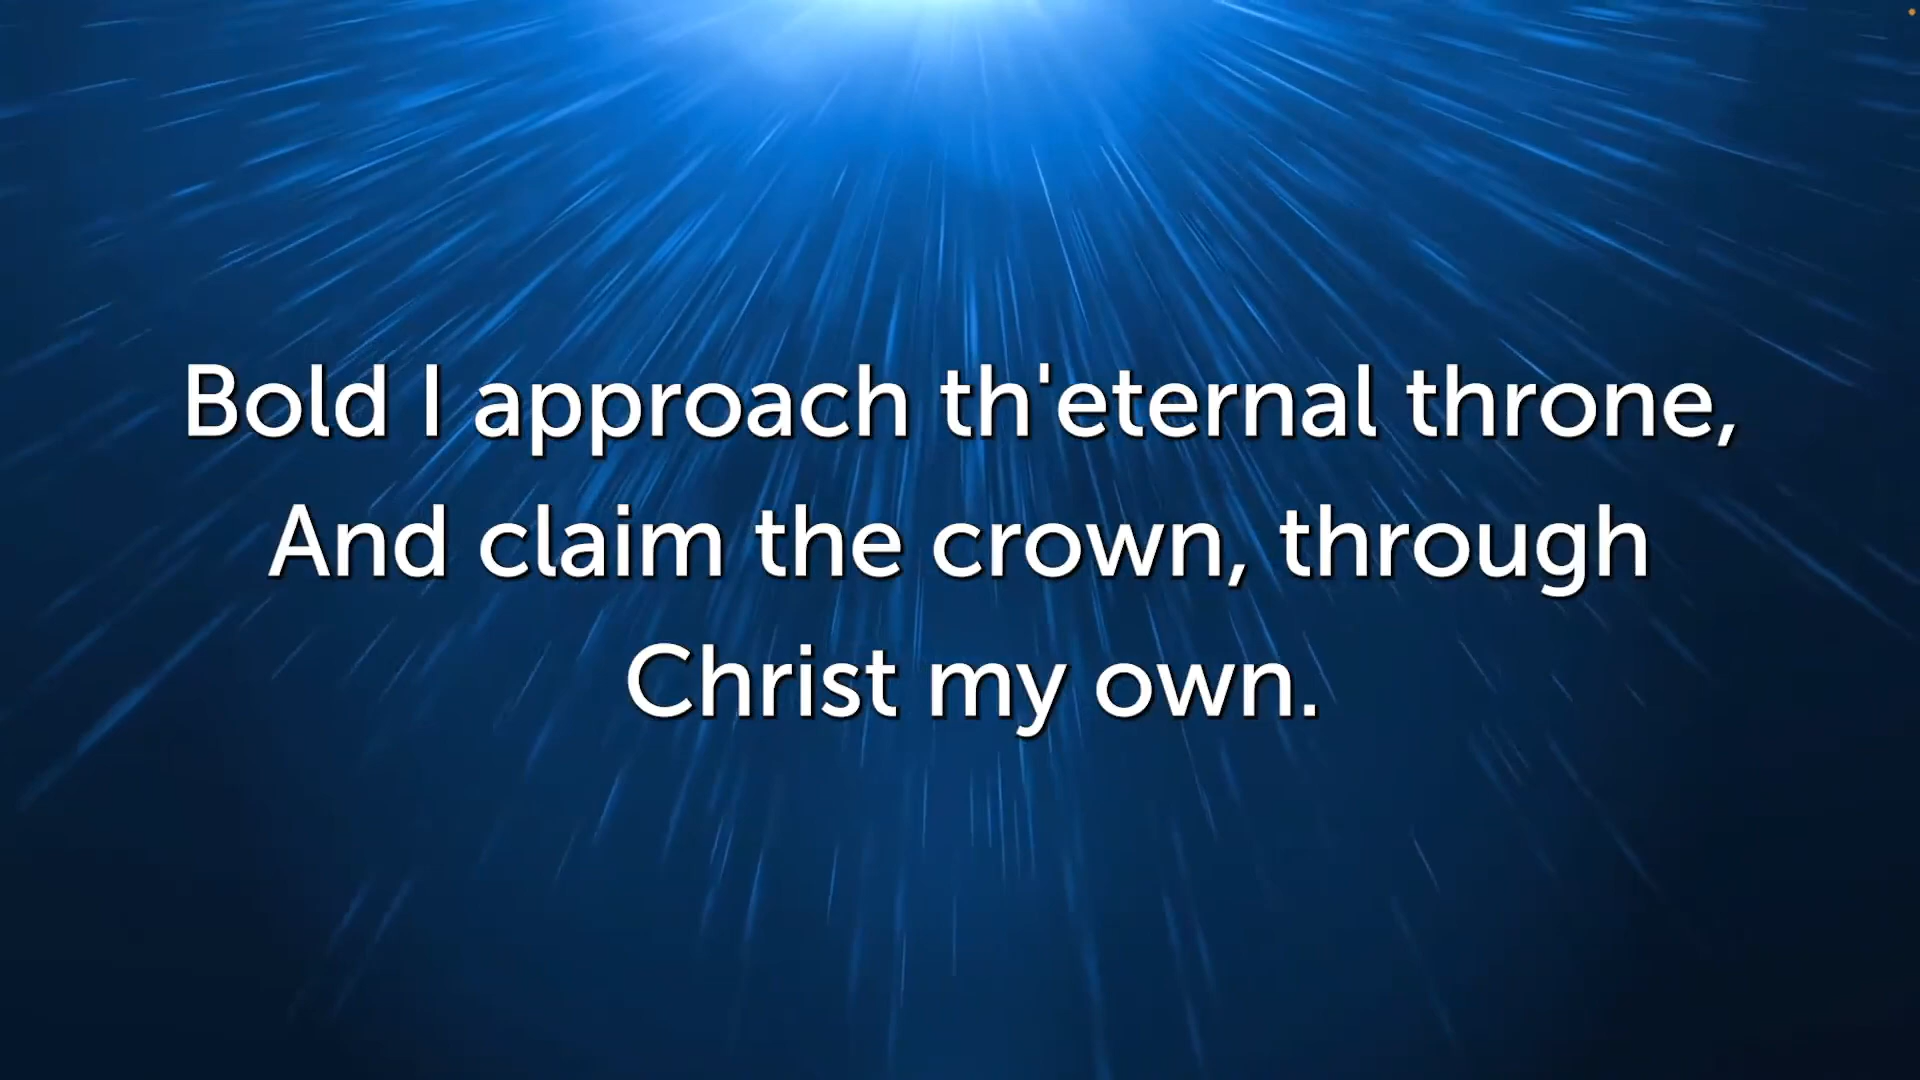 Bold I approach th'eternal throne,
And claim the crown, through
Christ my own.